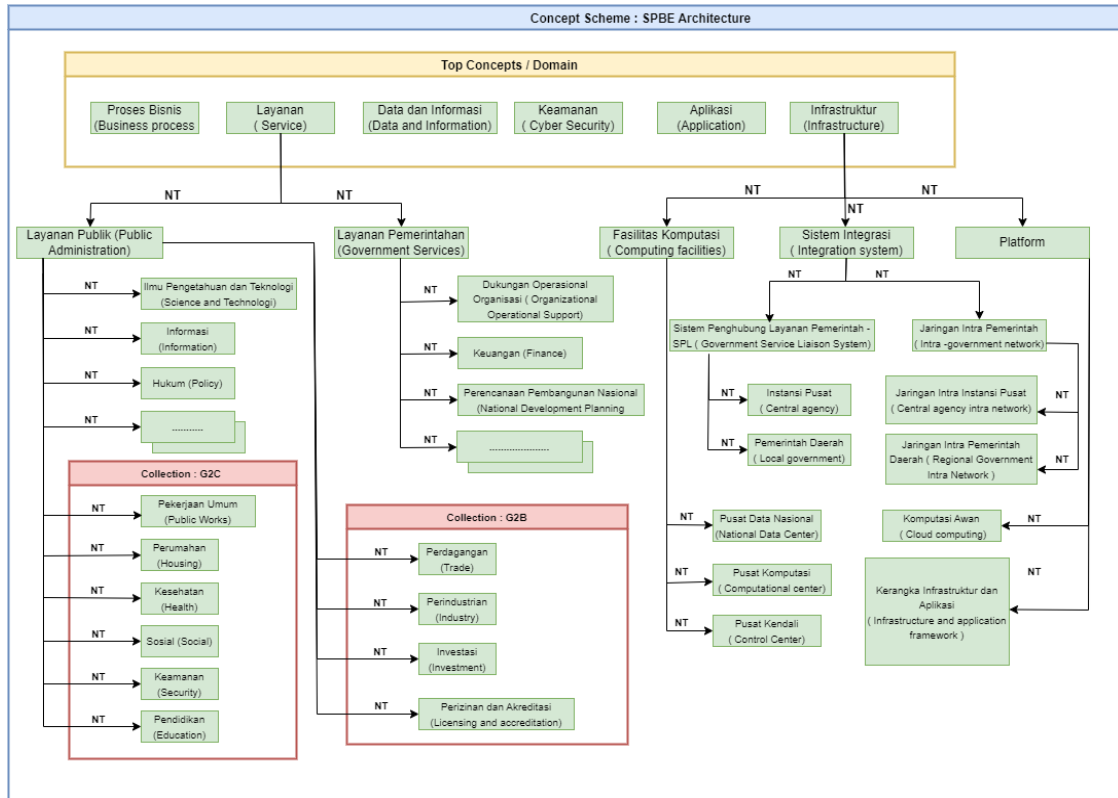 Concept Scheme : SPBE Architecture
Top Concepts / Domain
Proses Bisnis
(Business process
Layanan
( Service)
Data dan Informasi
(Data and Information)
Keamanan
( Cyber Security)
Aplikasi
(Application)
Infrastruktur
(Infrastructure)
NT
NT
NT
NT
NT
Layanan Publik (Public
Administration)
Layanan Pemerintahan
(Government Services)
Fasilitas Komputasi
( Computing facilities)
Sistem Integrasi
( Integration system)
Platform
NT
Ilmu Pengetahuan dan Teknologi
(Science and Technologi)
NT
Informasi
(Information)
NT
Hukum (Policy)
NT
...........
NT
Dukungan Operasional
Organisasi ( Organizational
Operational Support)
NT
Keuangan (Finance)
NT
Perencanaan Pembangunan Nasional
(National Development Planning
NT
.....................
NT
NT
Sistem Penghubung Layanan Pemerintah -
SPL ( Government Service Liaison System)
Jaringan Intra Pemerintah
( Intra -government network)
NT
Instansi Pusat
( Central agency)
NT
Pemerintah Daerah
( Local government)
Jaringan Intra Instansi Pusat
( Central agency intra network)
NT
Jaringan Intra Pemerintah
Daerah ( Regional Government
Intra Network )
NT
Collection : G2C
NT
Pekerjaan Umum
(Public Works)
NT
Perumahan
(Housing)
NT
Kesehatan
(Health)
NT
Sosial (Social)
NT
Keamanan
(Security)
NT
Pendidikan
(Education)
Collection : G2B
NT
Perdagangan
(Trade)
NT
Perindustrian
(Industry)
NT
Investasi
(Investment)
NT
Perizinan dan Akreditasi
(Licensing and accreditation)
NT
Pusat Data Nasional
(National Data Center)
NT
Pusat Komputasi
( Computational center)
NT
Pusat Kendali
( Control Center)
Komputasi Awan
( Cloud computing)
NT
Kerangka Infrastruktur dan
Aplikasi
( Infrastructure and application
framework )
NT